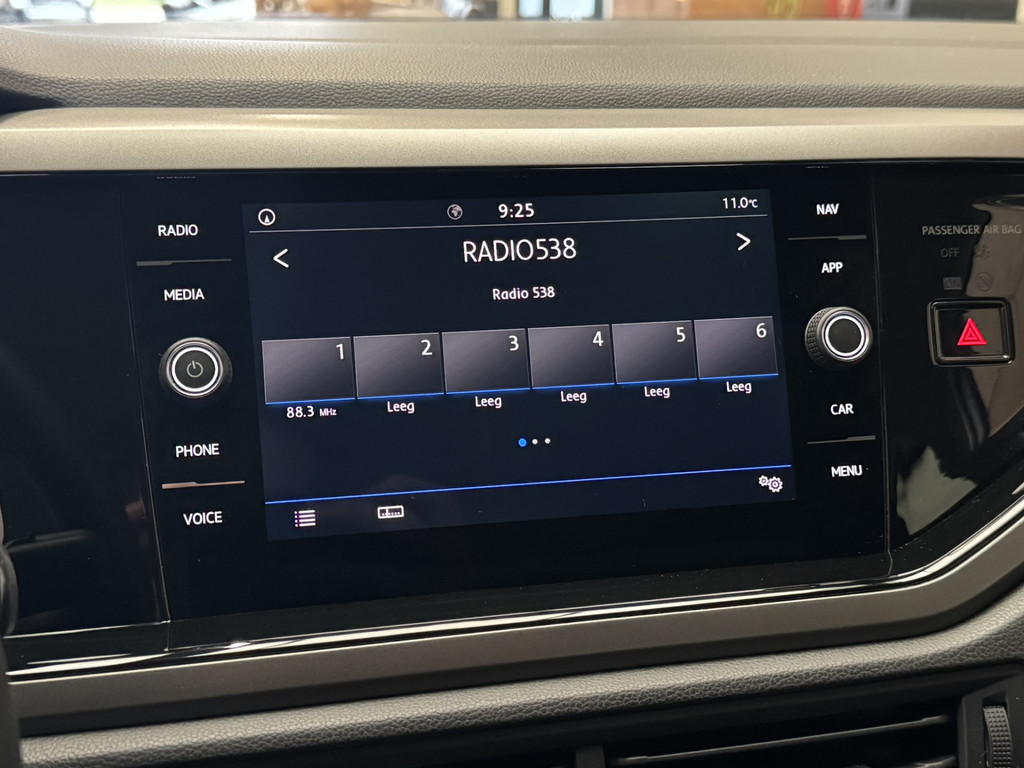 9:25
11.0°C
RADIO538
Radio 538
1
2
3
4
5
6
88.3 MHz
Leeg
Leeg
Leeg
Leeg
Leeg
RADIO
MEDIA
PHONE
VOICE
NAV
APP
CAR
MENU
PASSENGER AIR BAG
OFF